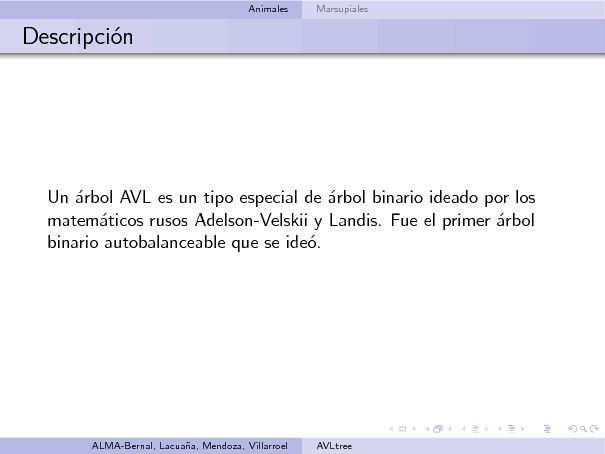 Animales Marsupiales
Descripción
Un árbol AVL es un tipo especial de árbol binario ideado por los
matemáticos rusos Adelson-Velskii y Landis. Fue el primer árbol
binario autobalanceable que se ideó.
ALMA-Bernal, Lacuaña, Mendoza, Villarroel AVLtree